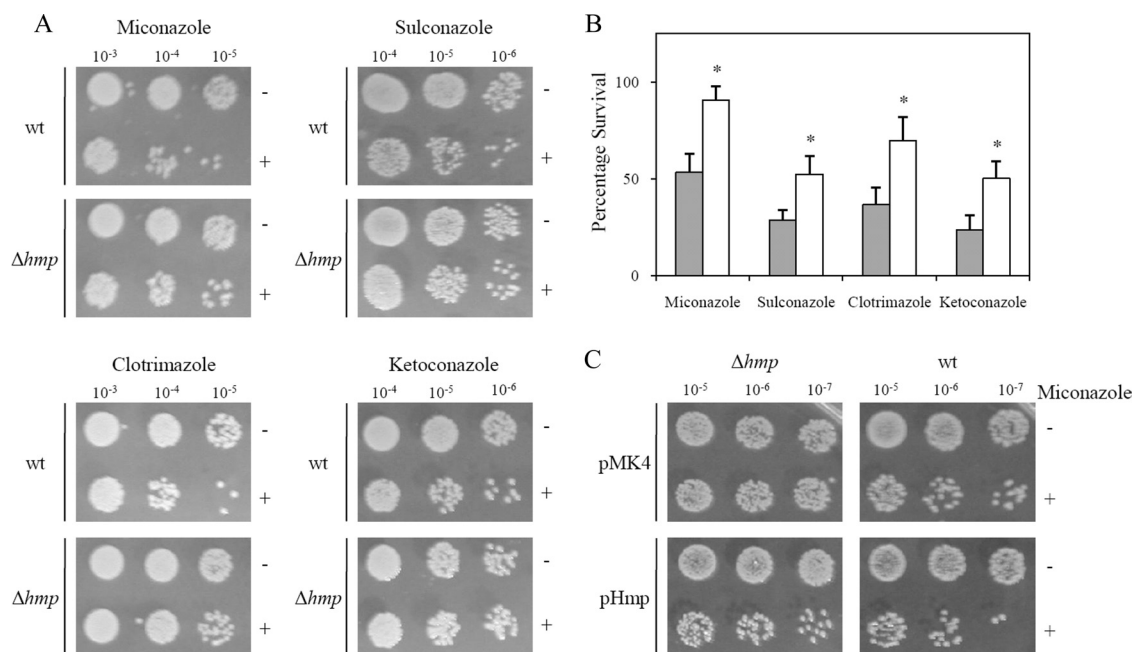 A
Miconazole
10-3 10-4 10-5
wt
-
+
Δhmp
-
+
Sulconazole
10-4 10-5 10-6
wt
-
+
Δhmp
-
+
Clotrimazole
10-3 10-4 10-5
wt
-
+
Δhmp
-
+
Ketoconazole
10-4 10-5 10-6
wt
-
+
Δhmp
-
+
B
Percentage Survival
100
50
0
* * * *
Miconazole Sulconazole Clotrimazole Ketoconazole
C
Δhmp wt
10-5 10-6 10-7 10-5 10-6 10-7 Miconazole
pMK4
-
+
pHmp
-
+